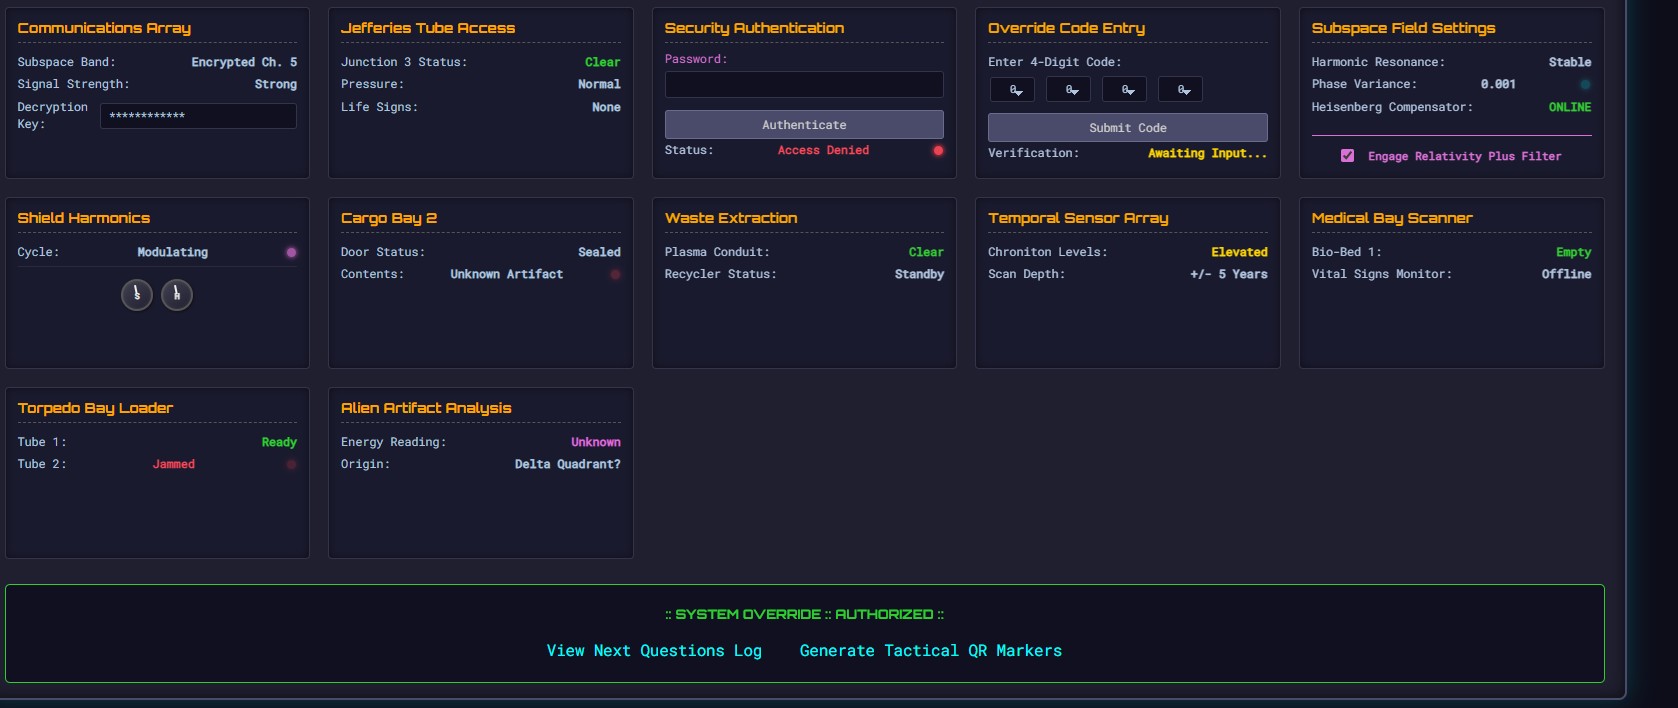 Communications Array
Subspace Band: Encrypted Ch. 5
Signal Strength: Strong
Decryption
Key: ************
Jefferies Tube Access
Junction 3 Status: Clear
Pressure: Normal
Life Signs: None
Security Authentication
Password:
Authenticate
Status: Access Denied
Override Code Entry
Enter 4-Digit Code:
0 0 0 0
Submit Code
Verification: Awaiting Input...
Subspace Field Settings
Harmonic Resonance: Stable
Phase Variance: 0.001
Heisenberg Compensator: ONLINE
Engage Relativity Plus Filter
Shield Harmonics
Cycle: Modulating
S H
Cargo Bay 2
Door Status: Sealed
Contents: Unknown Artifact
Waste Extraction
Plasma Conduit: Clear
Recycler Status: Standby
Temporal Sensor Array
Chroniton Levels: Elevated
Scan Depth: +/- 5 Years
Medical Bay Scanner
Bio-Bed 1: Empty
Vital Signs Monitor: Offline
Torpedo Bay Loader
Tube 1: Ready
Tube 2: Jammed
Alien Artifact Analysis
Energy Reading: Unknown
Origin: Delta Quadrant?
:: SYSTEM OVERRIDE :: AUTHORIZED ::
View Next Questions Log Generate Tactical QR Markers